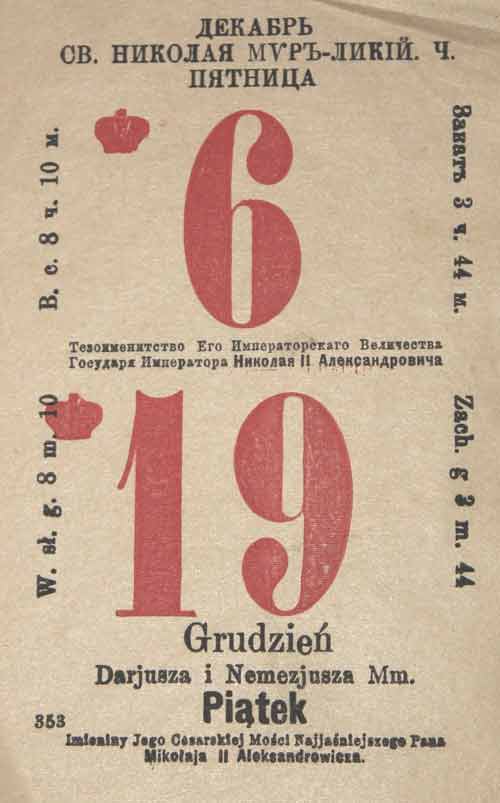 ДЕКАБРЬ
СВ. НИКОЛАЯ МѴРЪ-ЛИКІЙ. Ч.
ПЯТНИЦА
В. с. 8 ч. 10 м.
6
Закатъ 3 ч. 44 м.
Тезоименитство Его Императорскаго Величества
Государя Императора Николая II Александровича
W. sł. g. 8 m. 10
19
Zach. g 3 m. 44
Grudzień
Darjusza i Nemezjusza Mm.
Piątek
353
Imieniny Jego Cesarskiej Mości Najjaśniejszego Pana
Mikołaja II Aleksandrowicza.